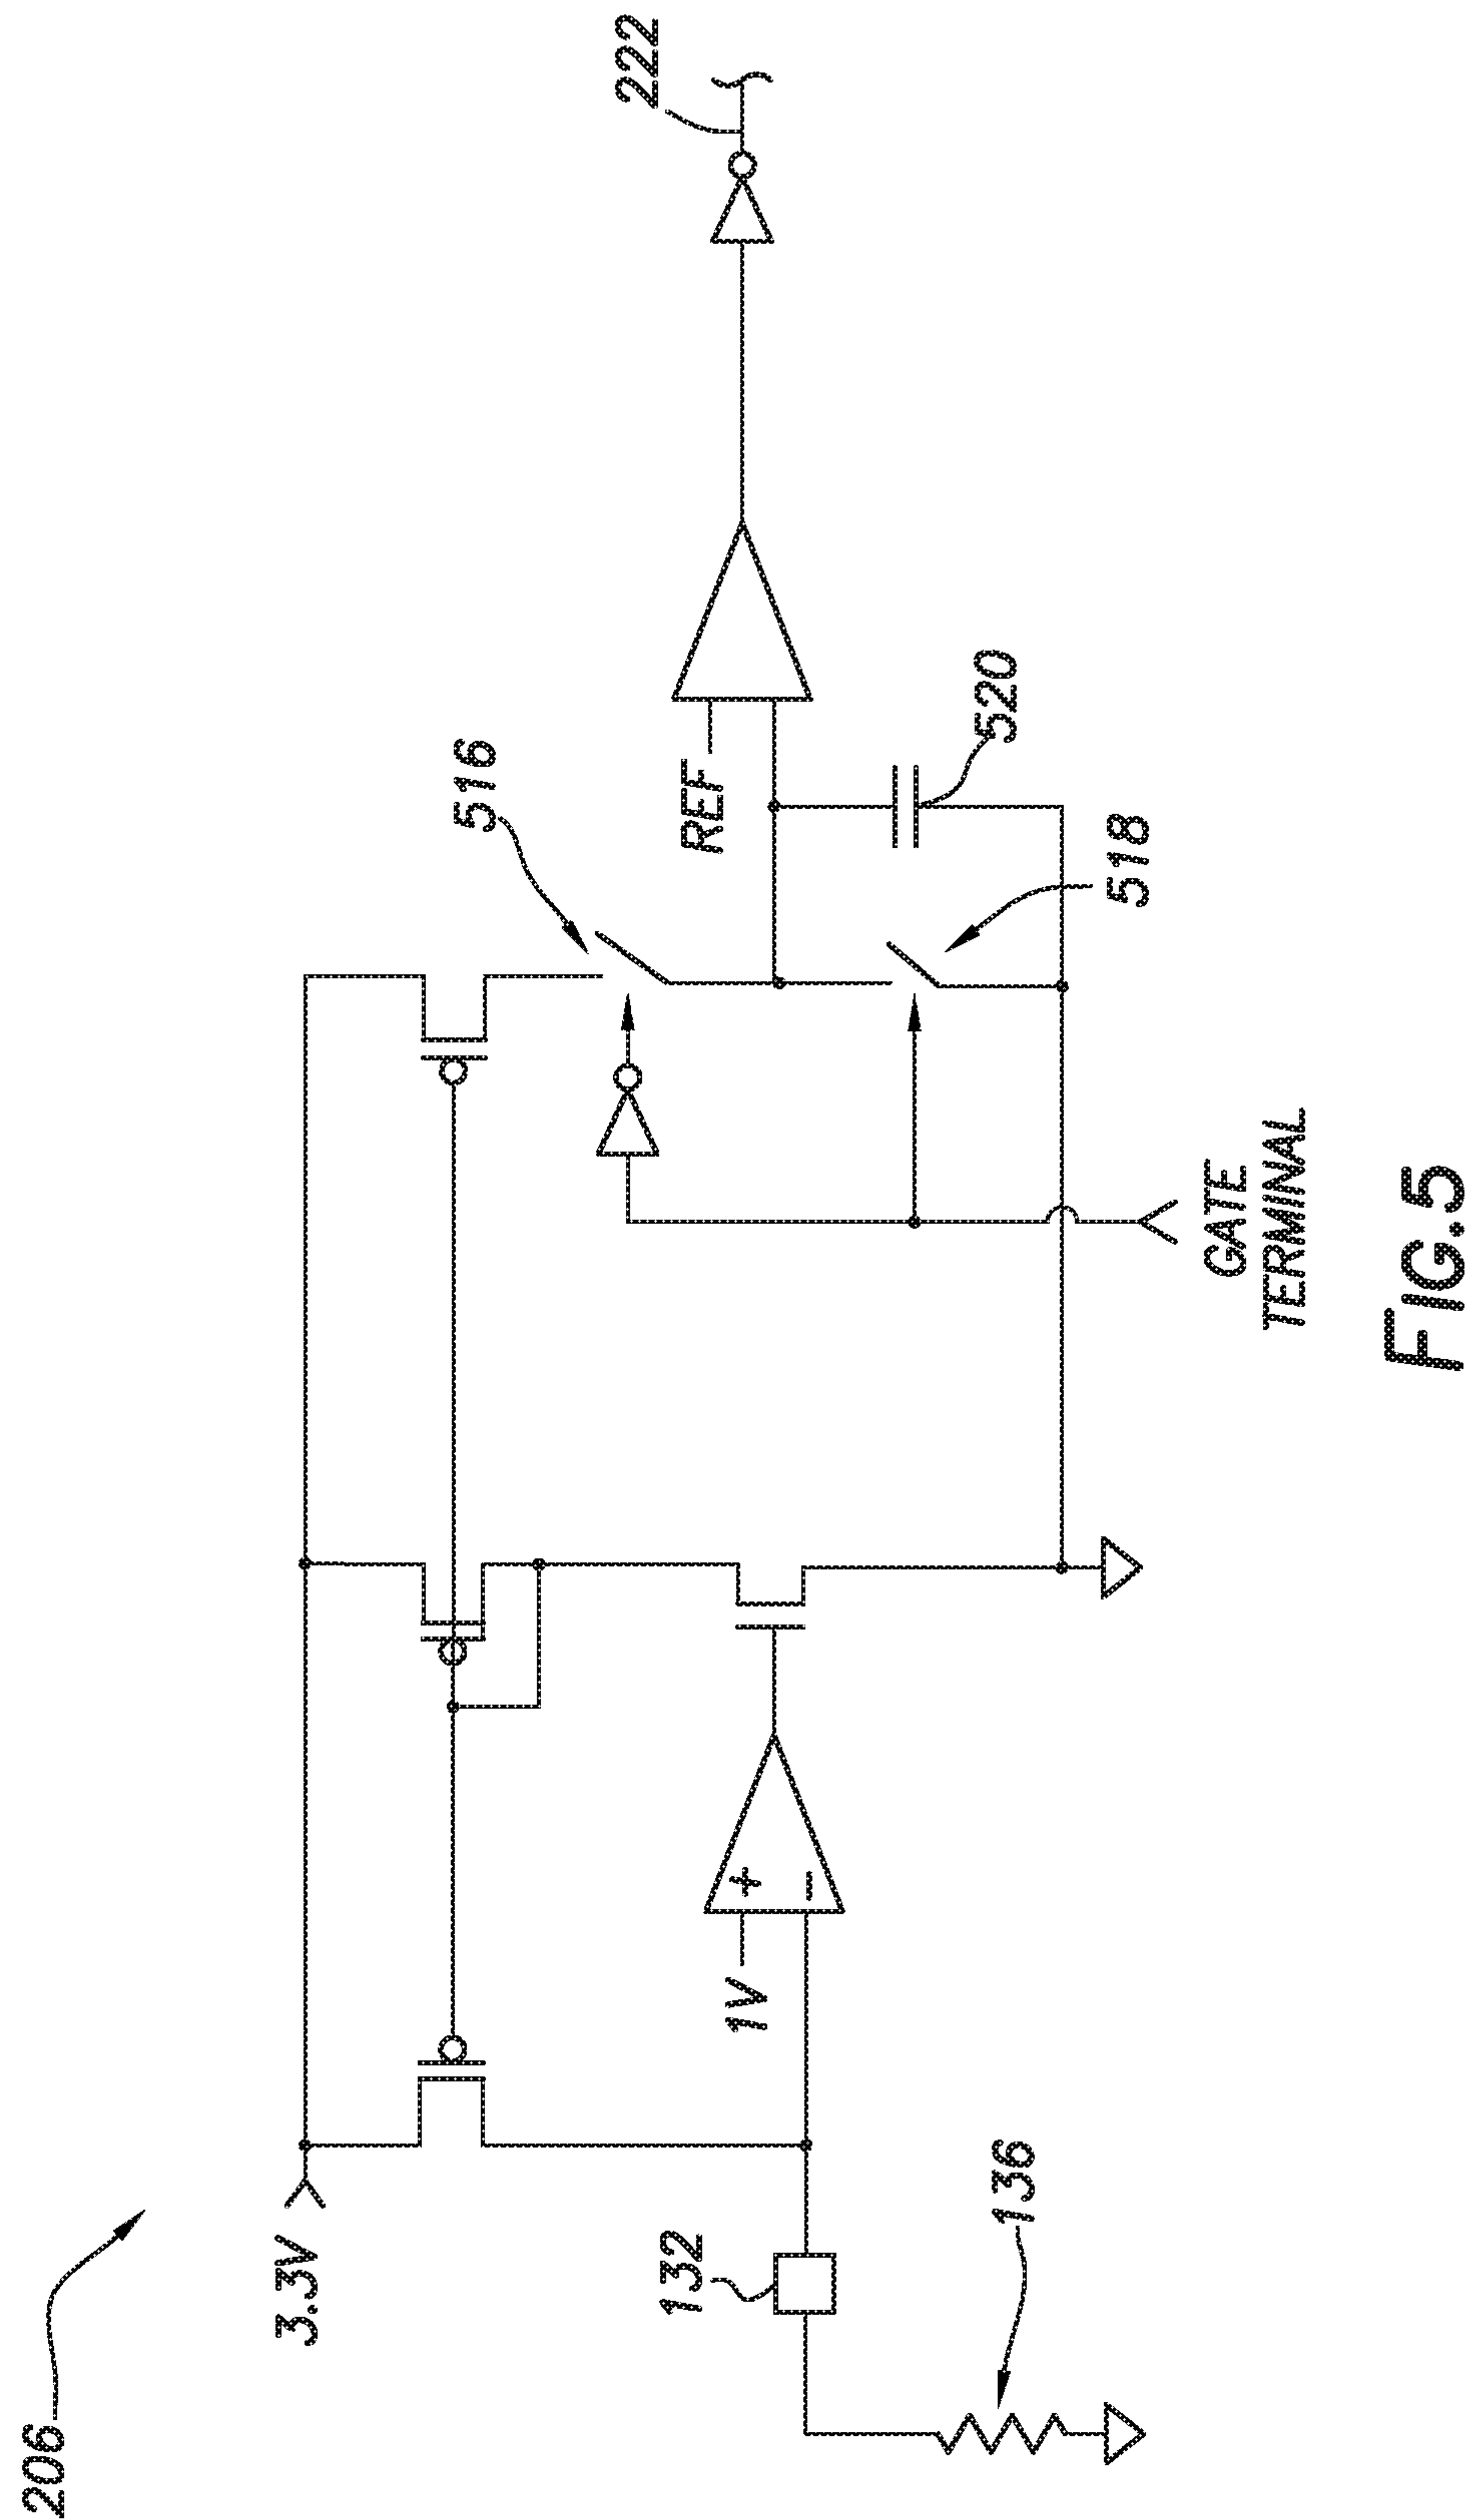 206
3.3V
132
136
1V
+
−
516
REF
520
518
222
GATE
TERMINAL
FIG.5